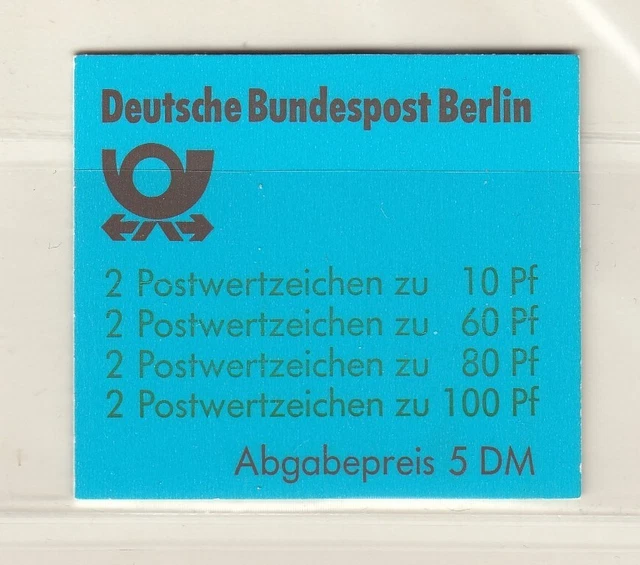 Deutsche Bundespost Berlin
2 Postwertzeichen zu 10 Pf
2 Postwertzeichen zu 60 Pf
2 Postwertzeichen zu 80 Pf
2 Postwertzeichen zu 100 Pf
Abgabepreis 5 DM